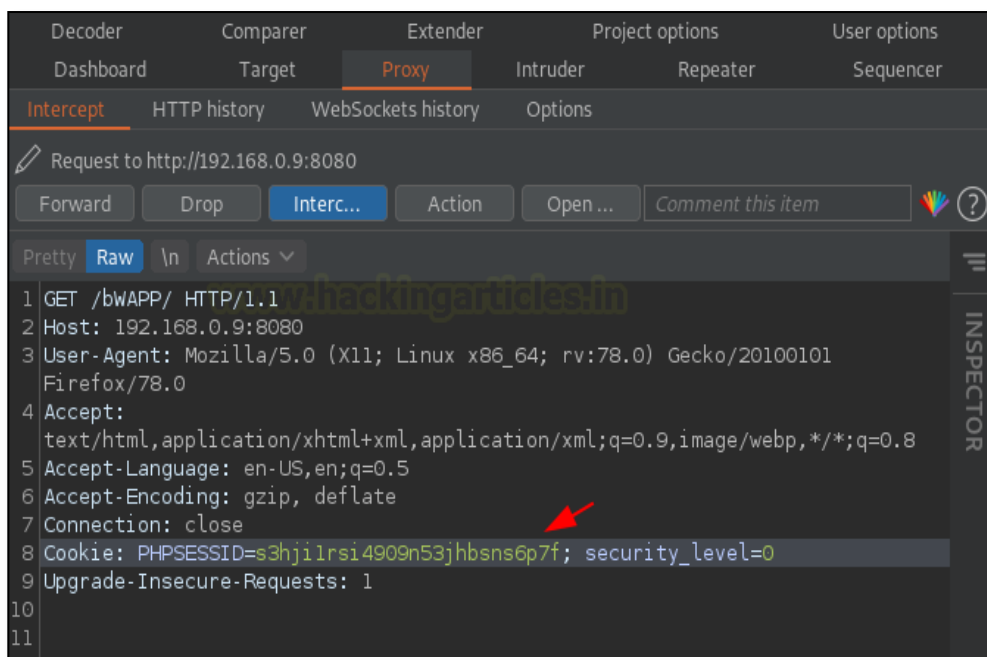 Decoder Comparer Extender Project options User options
Dashboard Target Proxy Intruder Repeater Sequencer
Intercept HTTP history WebSockets history Options
Request to http://192.168.0.9:8080
Forward Drop Interc... Action Open ... Comment this item ?
Pretty Raw \n Actions
www.hackingarticles.in
1 GET /bWAPP/ HTTP/1.1
2 Host: 192.168.0.9:8080
3 User-Agent: Mozilla/5.0 (X11; Linux x86_64; rv:78.0) Gecko/20100101
Firefox/78.0
4 Accept:
text/html,application/xhtml+xml,application/xml;q=0.9,image/webp,*/*;q=0.8
5 Accept-Language: en-US,en;q=0.5
6 Accept-Encoding: gzip, deflate
7 Connection: close
8 Cookie: PHPSESSID=s3hji1rsi4909n53jhbsns6p7f; security_level=0
9 Upgrade-Insecure-Requests: 1
10
11
INSPECTOR